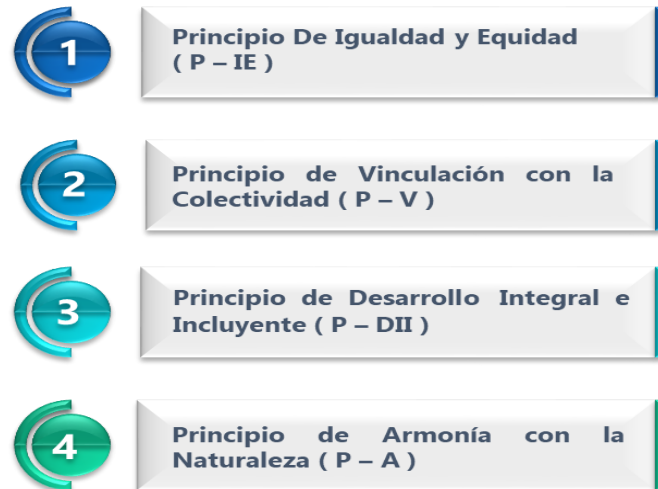 1
Principio De Igualdad y Equidad
( P – IE )
2
Principio de Vinculación con la
Colectividad ( P – V )
3
Principio de Desarrollo Integral e
Incluyente ( P – DII )
4
Principio de Armonía con la
Naturaleza ( P – A )